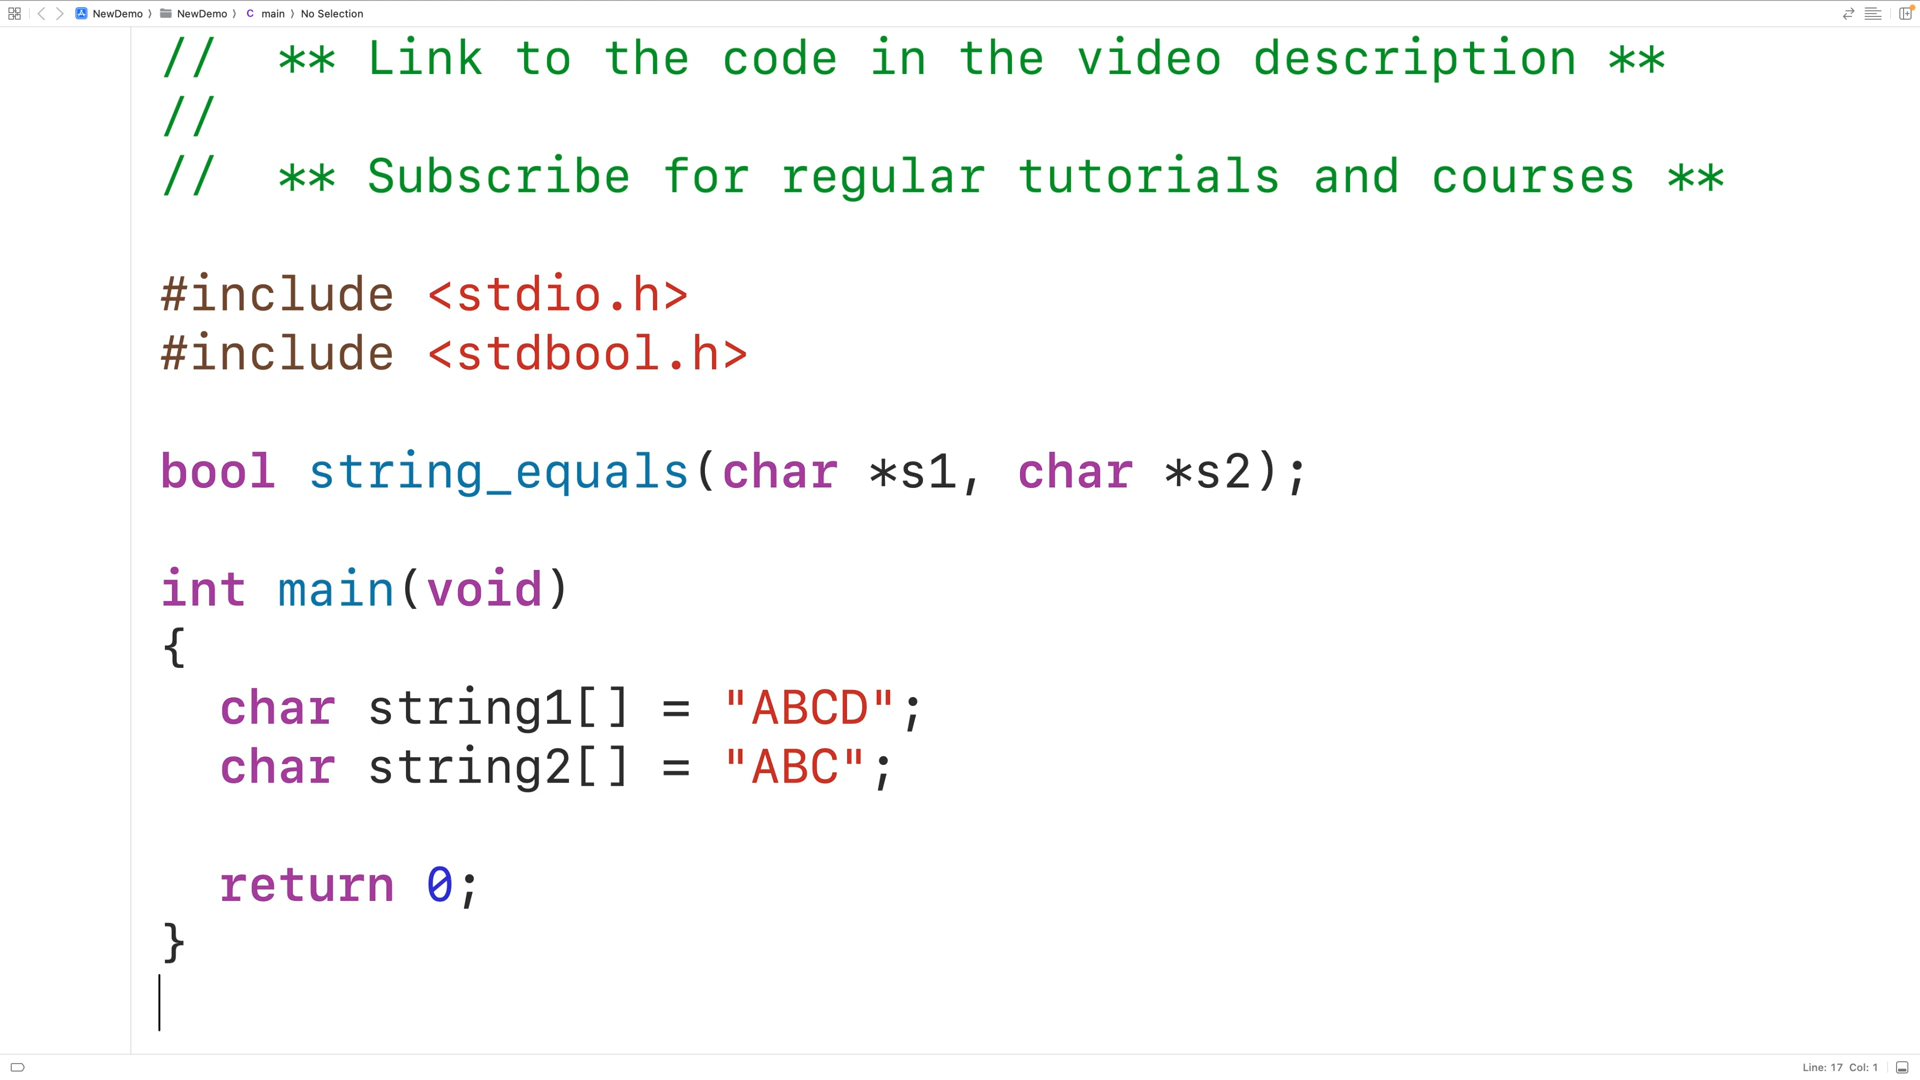 NewDemo NewDemo C main No Selection
//  ** Link to the code in the video description **
//
//  ** Subscribe for regular tutorials and courses **
#include <stdio.h>
#include <stdbool.h>
bool string_equals(char *s1, char *s2);
int main(void)
{
  char string1[] = "ABCD";
  char string2[] = "ABC";
  return 0;
}
Line: 17 Col: 1